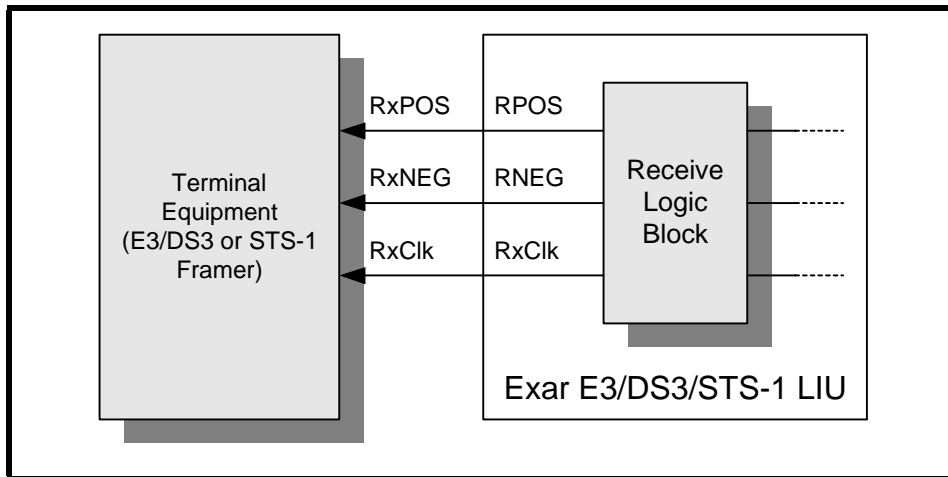 Terminal
Equipment
(E3/DS3 or STS-1
Framer)
RxPOS
RPOS
RxNEG
RNEG
RxClk
RxClk
Receive
Logic
Block
Exar E3/DS3/STS-1 LIU